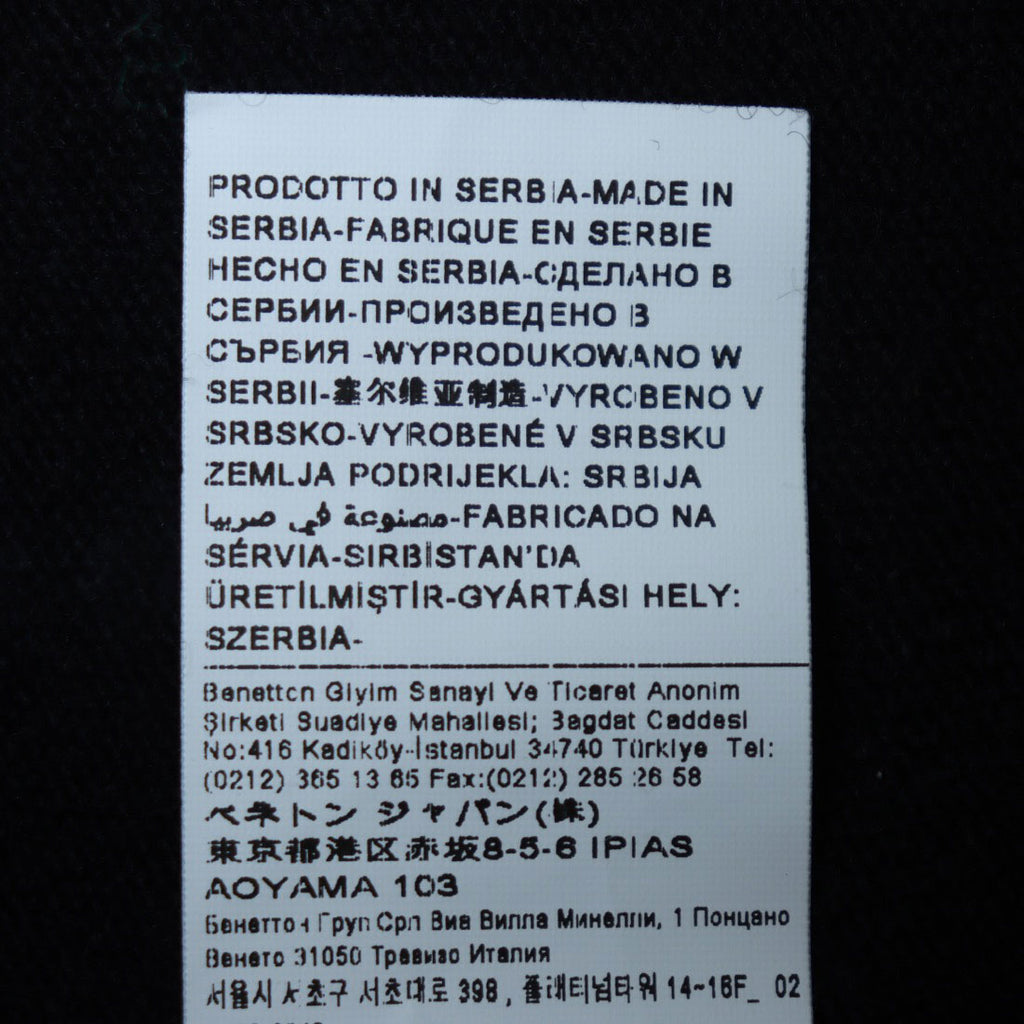 PRODOTTO IN SERBIA-MADE IN
SERBIA-FABRIQUE EN SERBIE
HECHO EN SERBIA-СДЕЛАНО В
СЕРБИИ-ПРОИЗВЕДЕНО В
СЪРБИЯ -WYPRODUKOWANO W
SERBII-塞尔维亚制造-VYROBENO V
SRBSKO-VYROBENÉ V SRBSKU
ZEMLJA PODRIJEKLA: SRBIJA
مصنوعة في صربيا-FABRICADO NA
SÉRVIA-SIRBİSTAN'DA
ÜRETİLMİŞTİR-GYÁRTÁSI HELY:
SZERBIA-
Benetton Giyim Sanayi Ve Ticaret Anonim
Şirketi Suadiye Mahallesi; Bagdat Caddesi
No:416 Kadiköy-İstanbul 34740 Türkiye Tel:
(0212) 365 13 65 Fax:(0212) 285 26 58
ベネトン ジャパン(株)
東京都港区赤坂8-5-6 IPIAS
AOYAMA 103
Бенеттон Груп Срл Виа Вилла Минелли, 1 Понцано
Венето 31050 Тревизо Италия
서울시 서초구 서초대로 398, 플래티넘타워 14~16F_ 02